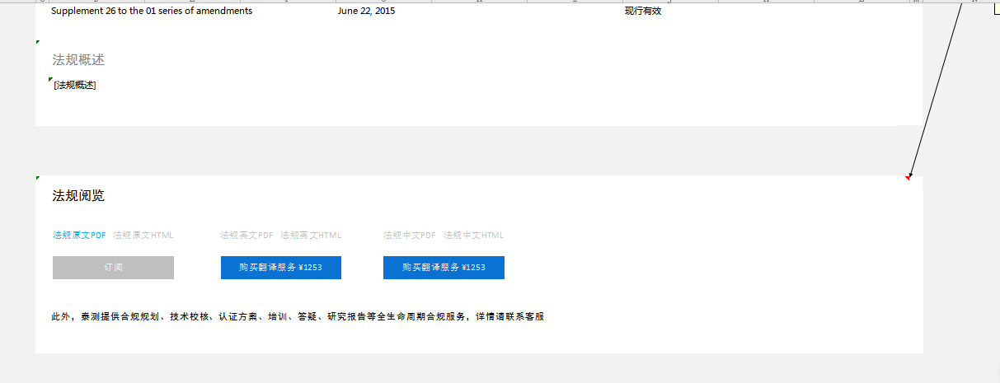 Supplement 26 to the 01 series of amendments June 22, 2015 现行有效
法规概述
[法规概述]
法规阅览
法规原文PDF 法规原文HTML 法规英文PDF 法规英文HTML 法规中文PDF 法规中文HTML
订阅 购买翻译服务 ¥1253 购买翻译服务 ¥1253
此外，泰测提供合规规划、技术校核、认证方案、培训、答疑、研究报告等全生命周期合规服务，详情请联系客服